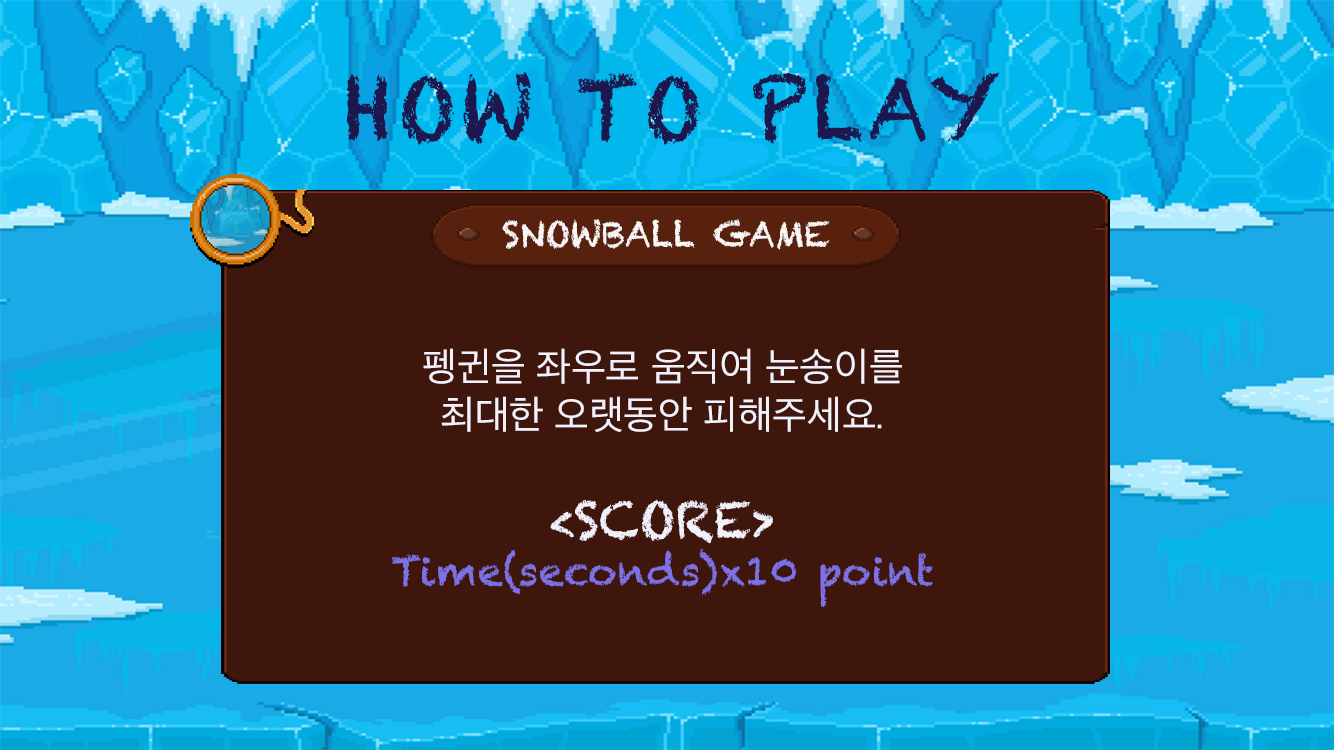 HOW TO PLAY
SNOWBALL GAME
펭귄을 좌우로 움직여 눈송이를
최대한 오랫동안 피해주세요.
<SCORE>
Time(seconds)x10 point